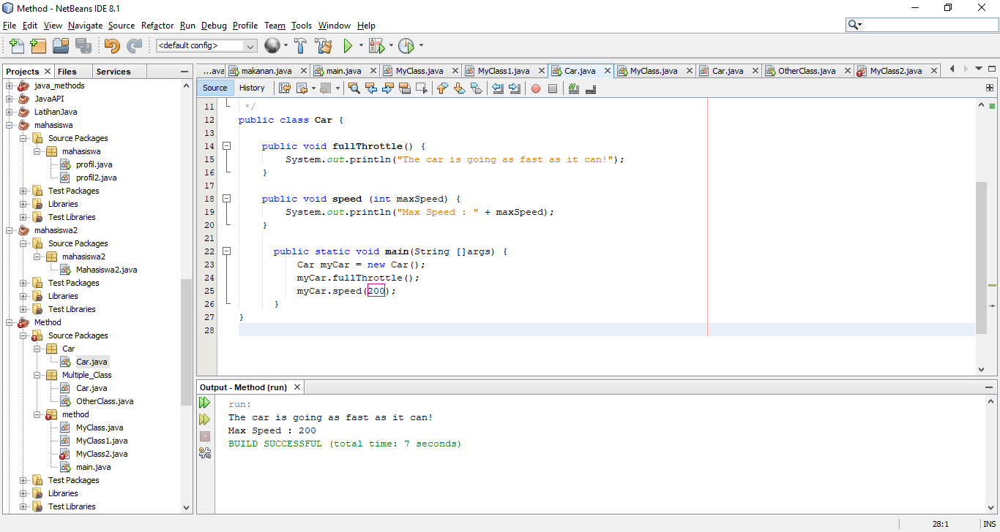 Method - NetBeans IDE 8.1
File Edit View Navigate Source Refactor Run Debug Profile Team Tools Window Help
<default config>
Projects Files Services
...ava makanan.java main.java MyClass.java MyClass1.java Car.java MyClass.java Car.java OtherClass.java MyClass2.java
Source History
java_methods
JavaAPI
LatihanJava
mahasiswa
Source Packages
mahasiswa
profil.java
profil2.java
Test Packages
Libraries
Test Libraries
mahasiswa2
Source Packages
mahasiswa2
Mahasiswa2.java
Test Packages
Libraries
Test Libraries
Method
Source Packages
Car
Car.java
Multiple_Class
Car.java
OtherClass.java
method
MyClass.java
MyClass1.java
MyClass2.java
main.java
Test Packages
Libraries
Test Libraries
11 */
12 public class Car {
13
14 public void fullThrottle() {
15 System.out.println("The car is going as fast as it can!");
16 }
17
18 public void speed (int maxSpeed) {
19 System.out.println("Max Speed : " + maxSpeed);
20 }
21
22 public static void main(String []args) {
23 Car myCar = new Car();
24 myCar.fullThrottle();
25 myCar.speed(200);
26 }
27 }
28
Output - Method (run)
run:
The car is going as fast as it can!
Max Speed : 200
BUILD SUCCESSFUL (total time: 7 seconds)
28:1 INS